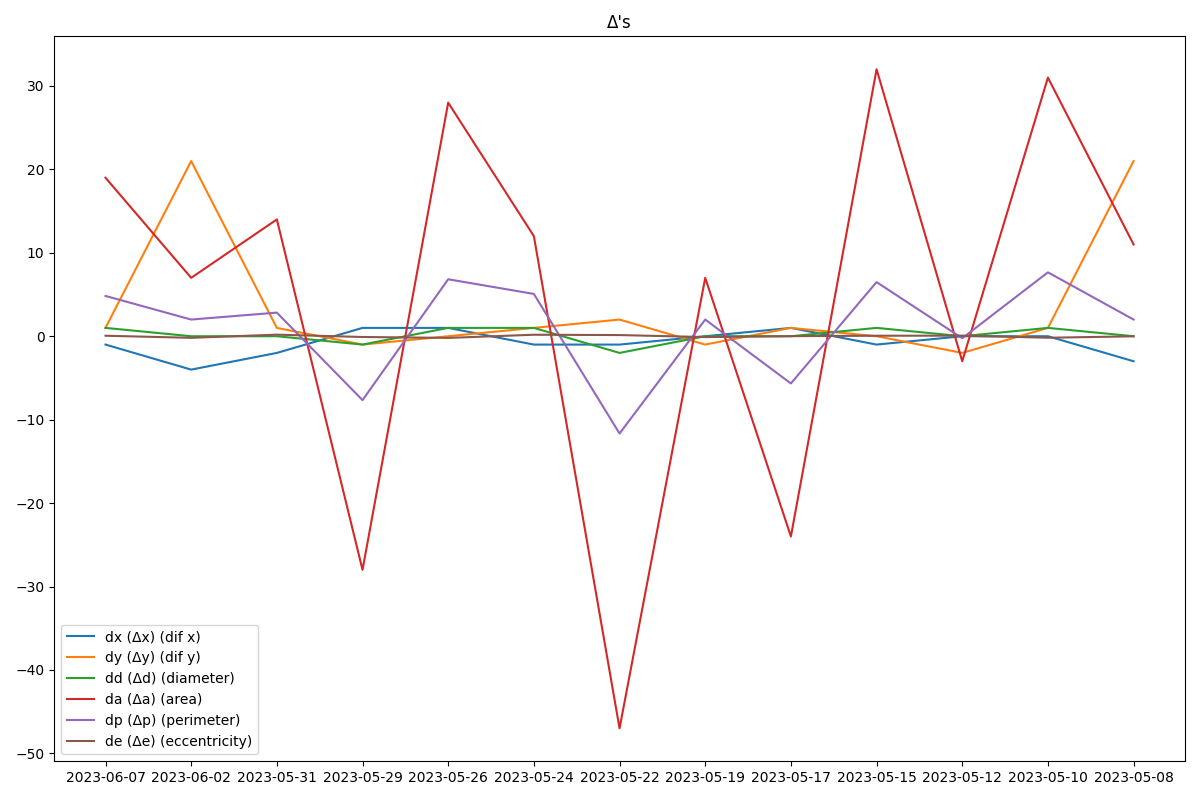 Δ's
30
20
10
0
−10
−20
−30
−40
−50
dx (Δx) (dif x)
dy (Δy) (dif y)
dd (Δd) (diameter)
da (Δa) (area)
dp (Δp) (perimeter)
de (Δe) (eccentricity)
2023-06-07 2023-06-02 2023-05-31 2023-05-29 2023-05-26 2023-05-24 2023-05-22 2023-05-19 2023-05-17 2023-05-15 2023-05-12 2023-05-10 2023-05-08